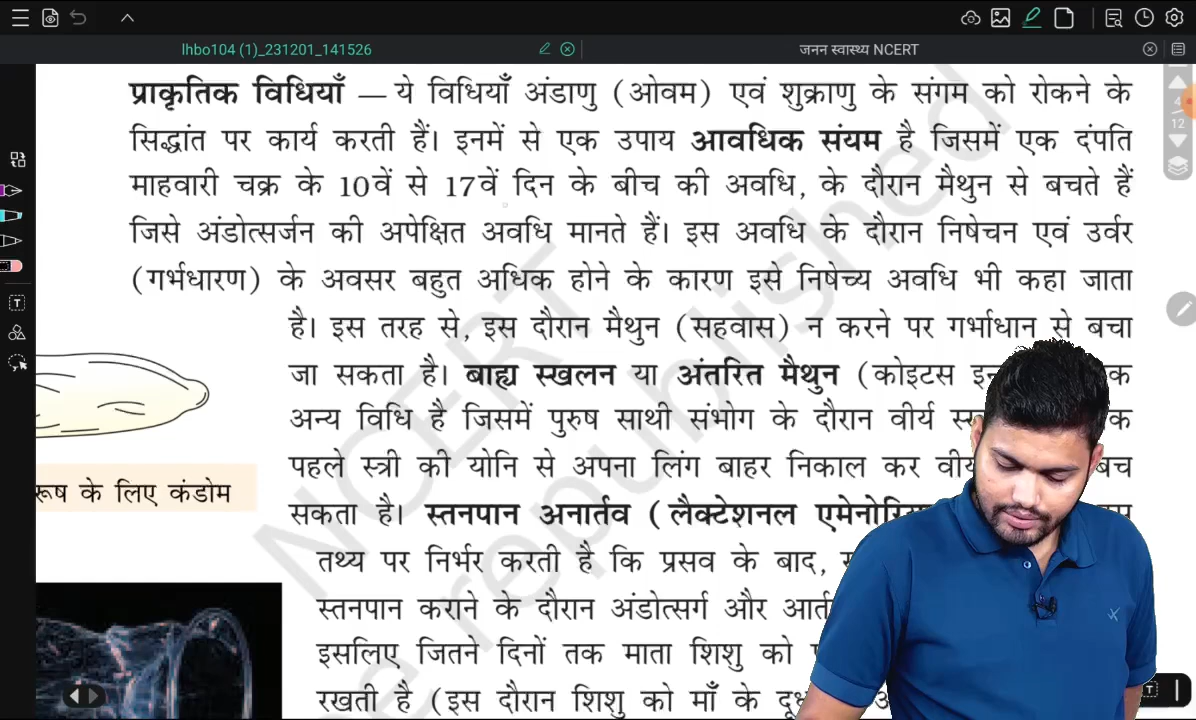 lhbo104 (1)_231201_141526
जनन स्वास्थ्य NCERT
प्राकृतिक विधियाँ — ये विधियाँ अंडाणु (ओवम) एवं शुक्राणु के संगम को रोकने के
सिद्धांत पर कार्य करती हैं। इनमें से एक उपाय आवधिक संयम है जिसमें एक दंपति
माहवारी चक्र के 10वें से 17वें दिन के बीच की अवधि, के दौरान मैथुन से बचते हैं
जिसे अंडोत्सर्जन की अपेक्षित अवधि मानते हैं। इस अवधि के दौरान निषेचन एवं उर्वर
(गर्भधारण) के अवसर बहुत अधिक होने के कारण इसे निषेच्य अवधि भी कहा जाता
है। इस तरह से, इस दौरान मैथुन (सहवास) न करने पर गर्भाधान से बचा
जा सकता है। बाह्य स्खलन या अंतरित मैथुन (कोइटस
अन्य विधि है जिसमें पुरुष साथी संभोग के दौरान वीर्य
पहले स्त्री की योनि से अपना लिंग बाहर निकाल कर
सकता है। स्तनपान अनार्तव (लैक्टेशनल
तथ्य पर निर्भर करती है कि प्रसव के बाद,
स्तनपान कराने के दौरान अंडोत्सर्ग और
इसलिए जितने दिनों तक माता शिशु को
रखती है (इस दौरान शिशु को माँ के
के लिए कंडोम
4
12
NCERT
republished